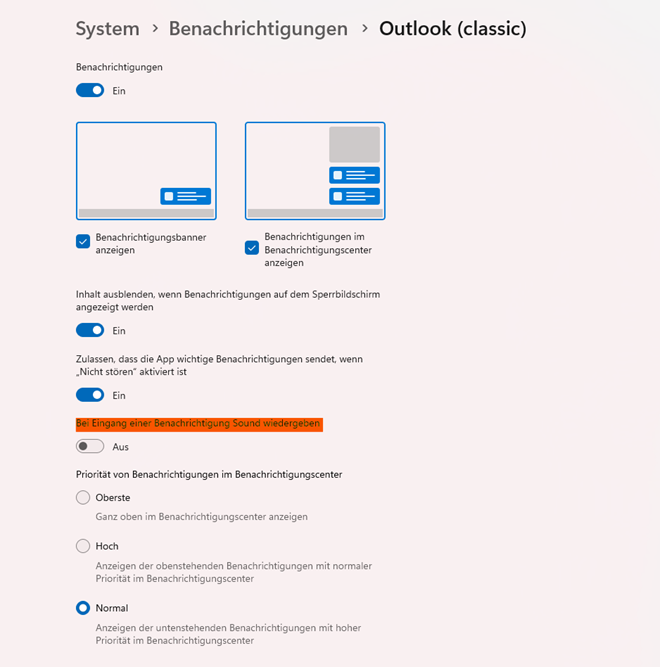 System > Benachrichtigungen > Outlook (classic)
Benachrichtigungen
Ein
Benachrichtigungsbanner
anzeigen
Benachrichtigungen im
Benachrichtigungscenter
anzeigen
Inhalt ausblenden, wenn Benachrichtigungen auf dem Sperrbildschirm
angezeigt werden
Ein
Zulassen, dass die App wichtige Benachrichtigungen sendet, wenn
„Nicht stören" aktiviert ist
Ein
Bei Eingang einer Benachrichtigung Sound wiedergeben
Aus
Priorität von Benachrichtigungen im Benachrichtigungscenter
Oberste
Ganz oben im Benachrichtigungscenter anzeigen
Hoch
Anzeigen der obenstehenden Benachrichtigungen mit normaler
Priorität im Benachrichtigungscenter
Normal
Anzeigen der untenstehenden Benachrichtigungen mit hoher
Priorität im Benachrichtigungscenter